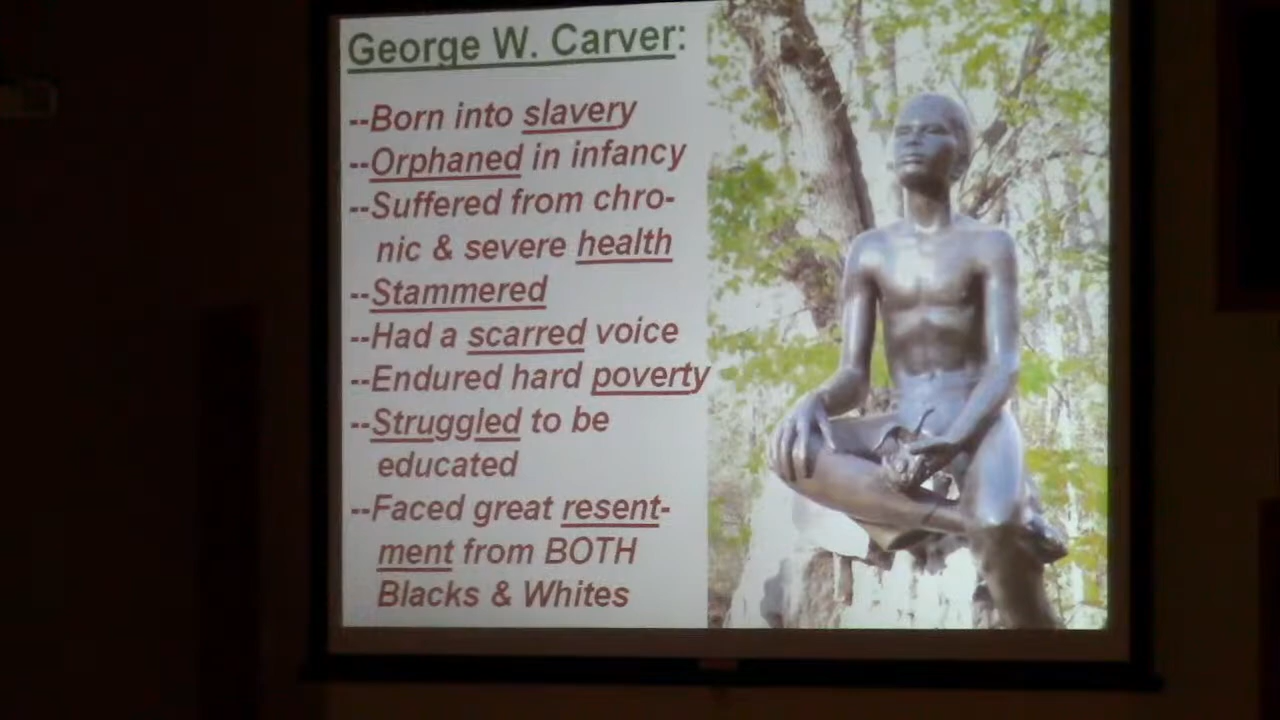 George W. Carver:
--Born into slavery
--Orphaned in infancy
--Suffered from chro-
nic & severe health
--Stammered
--Had a scarred voice
--Endured hard poverty
--Struggled to be
educated
--Faced great resent-
ment from BOTH
Blacks & Whites